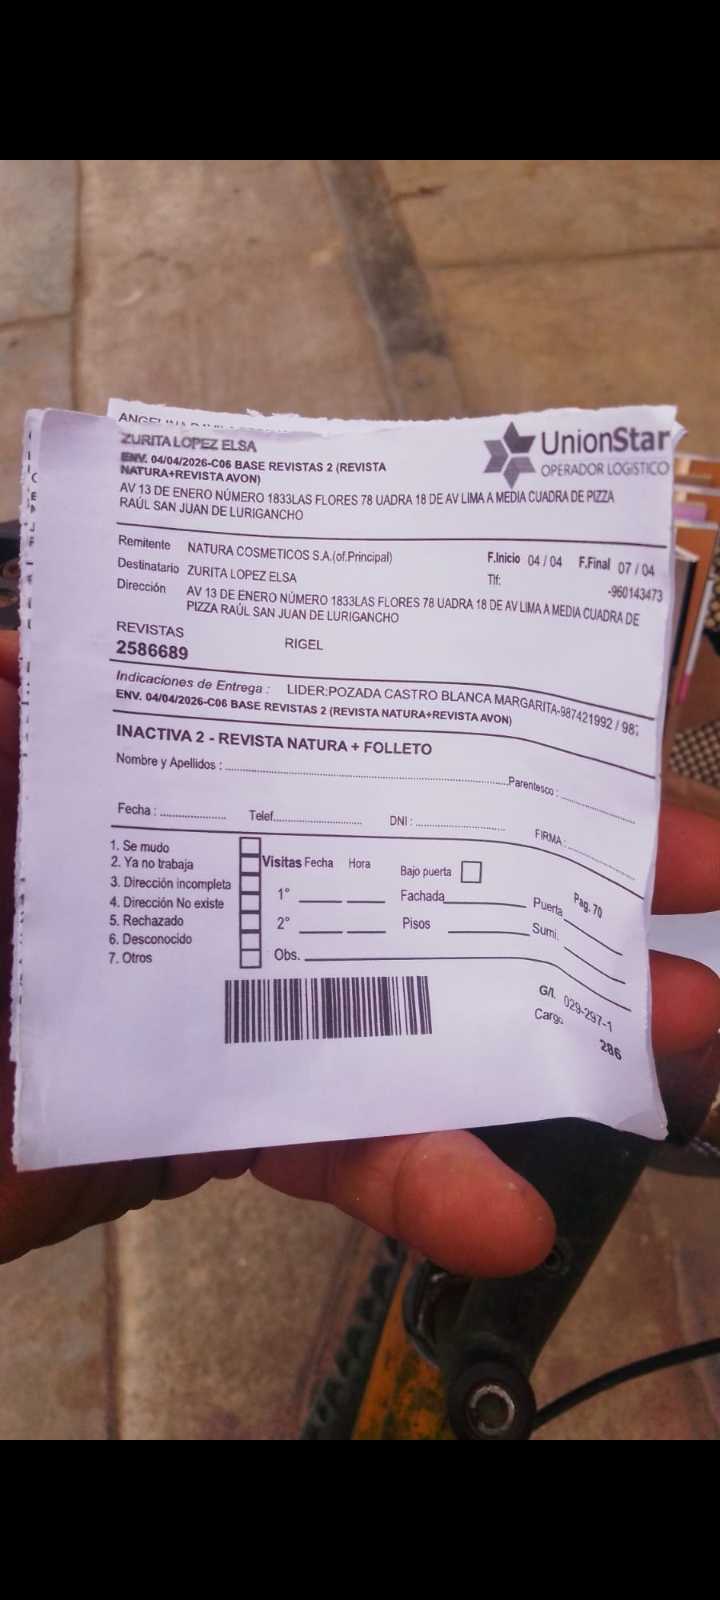 ZURITA LOPEZ ELSA
ENV. 04/04/2026-C06 BASE REVISTAS 2 (REVISTA
NATURA+REVISTA AVON)
AV 13 DE ENERO NÚMERO 1833LAS FLORES 78 UADRA 18 DE AV LIMA A MEDIA CUADRA DE PIZZA
RAÚL SAN JUAN DE LURIGANCHO
UnionStar
OPERADOR LOGÍSTICO
Remitente NATURA COSMETICOS S.A.(of.Principal)
F.Inicio 04 / 04 F.Final 07 / 04
Destinatario ZURITA LOPEZ ELSA
Tlf: -960143473
Dirección AV 13 DE ENERO NÚMERO 1833LAS FLORES 78 UADRA 18 DE AV LIMA A MEDIA CUADRA DE
PIZZA RAÚL SAN JUAN DE LURIGANCHO
REVISTAS
2586689 RIGEL
Indicaciones de Entrega : LIDER:POZADA CASTRO BLANCA MARGARITA-987421992 / 987
ENV. 04/04/2026-C06 BASE REVISTAS 2 (REVISTA NATURA+REVISTA AVON)
INACTIVA 2 - REVISTA NATURA + FOLLETO
Nombre y Apellidos : Parentesco :
Fecha : Telef. DNI : FIRMA :
1. Se mudo
2. Ya no trabaja
3. Dirección incompleta
4. Dirección No existe
5. Rechazado
6. Desconocido
7. Otros
Visitas Fecha Hora Bajo puerta
1° Fachada Puerta Pag. 70
2° Pisos Sumi.
Obs.
G/I. 029-297-1
Cargo 286